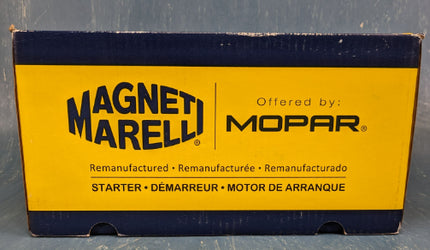 MAGNETI
MARELLI®
Offered by:
MOPAR®
Remanufactured • Remanufacturée • Remanufacturado
STARTER • DÉMARREUR • MOTOR DE ARRANQUE